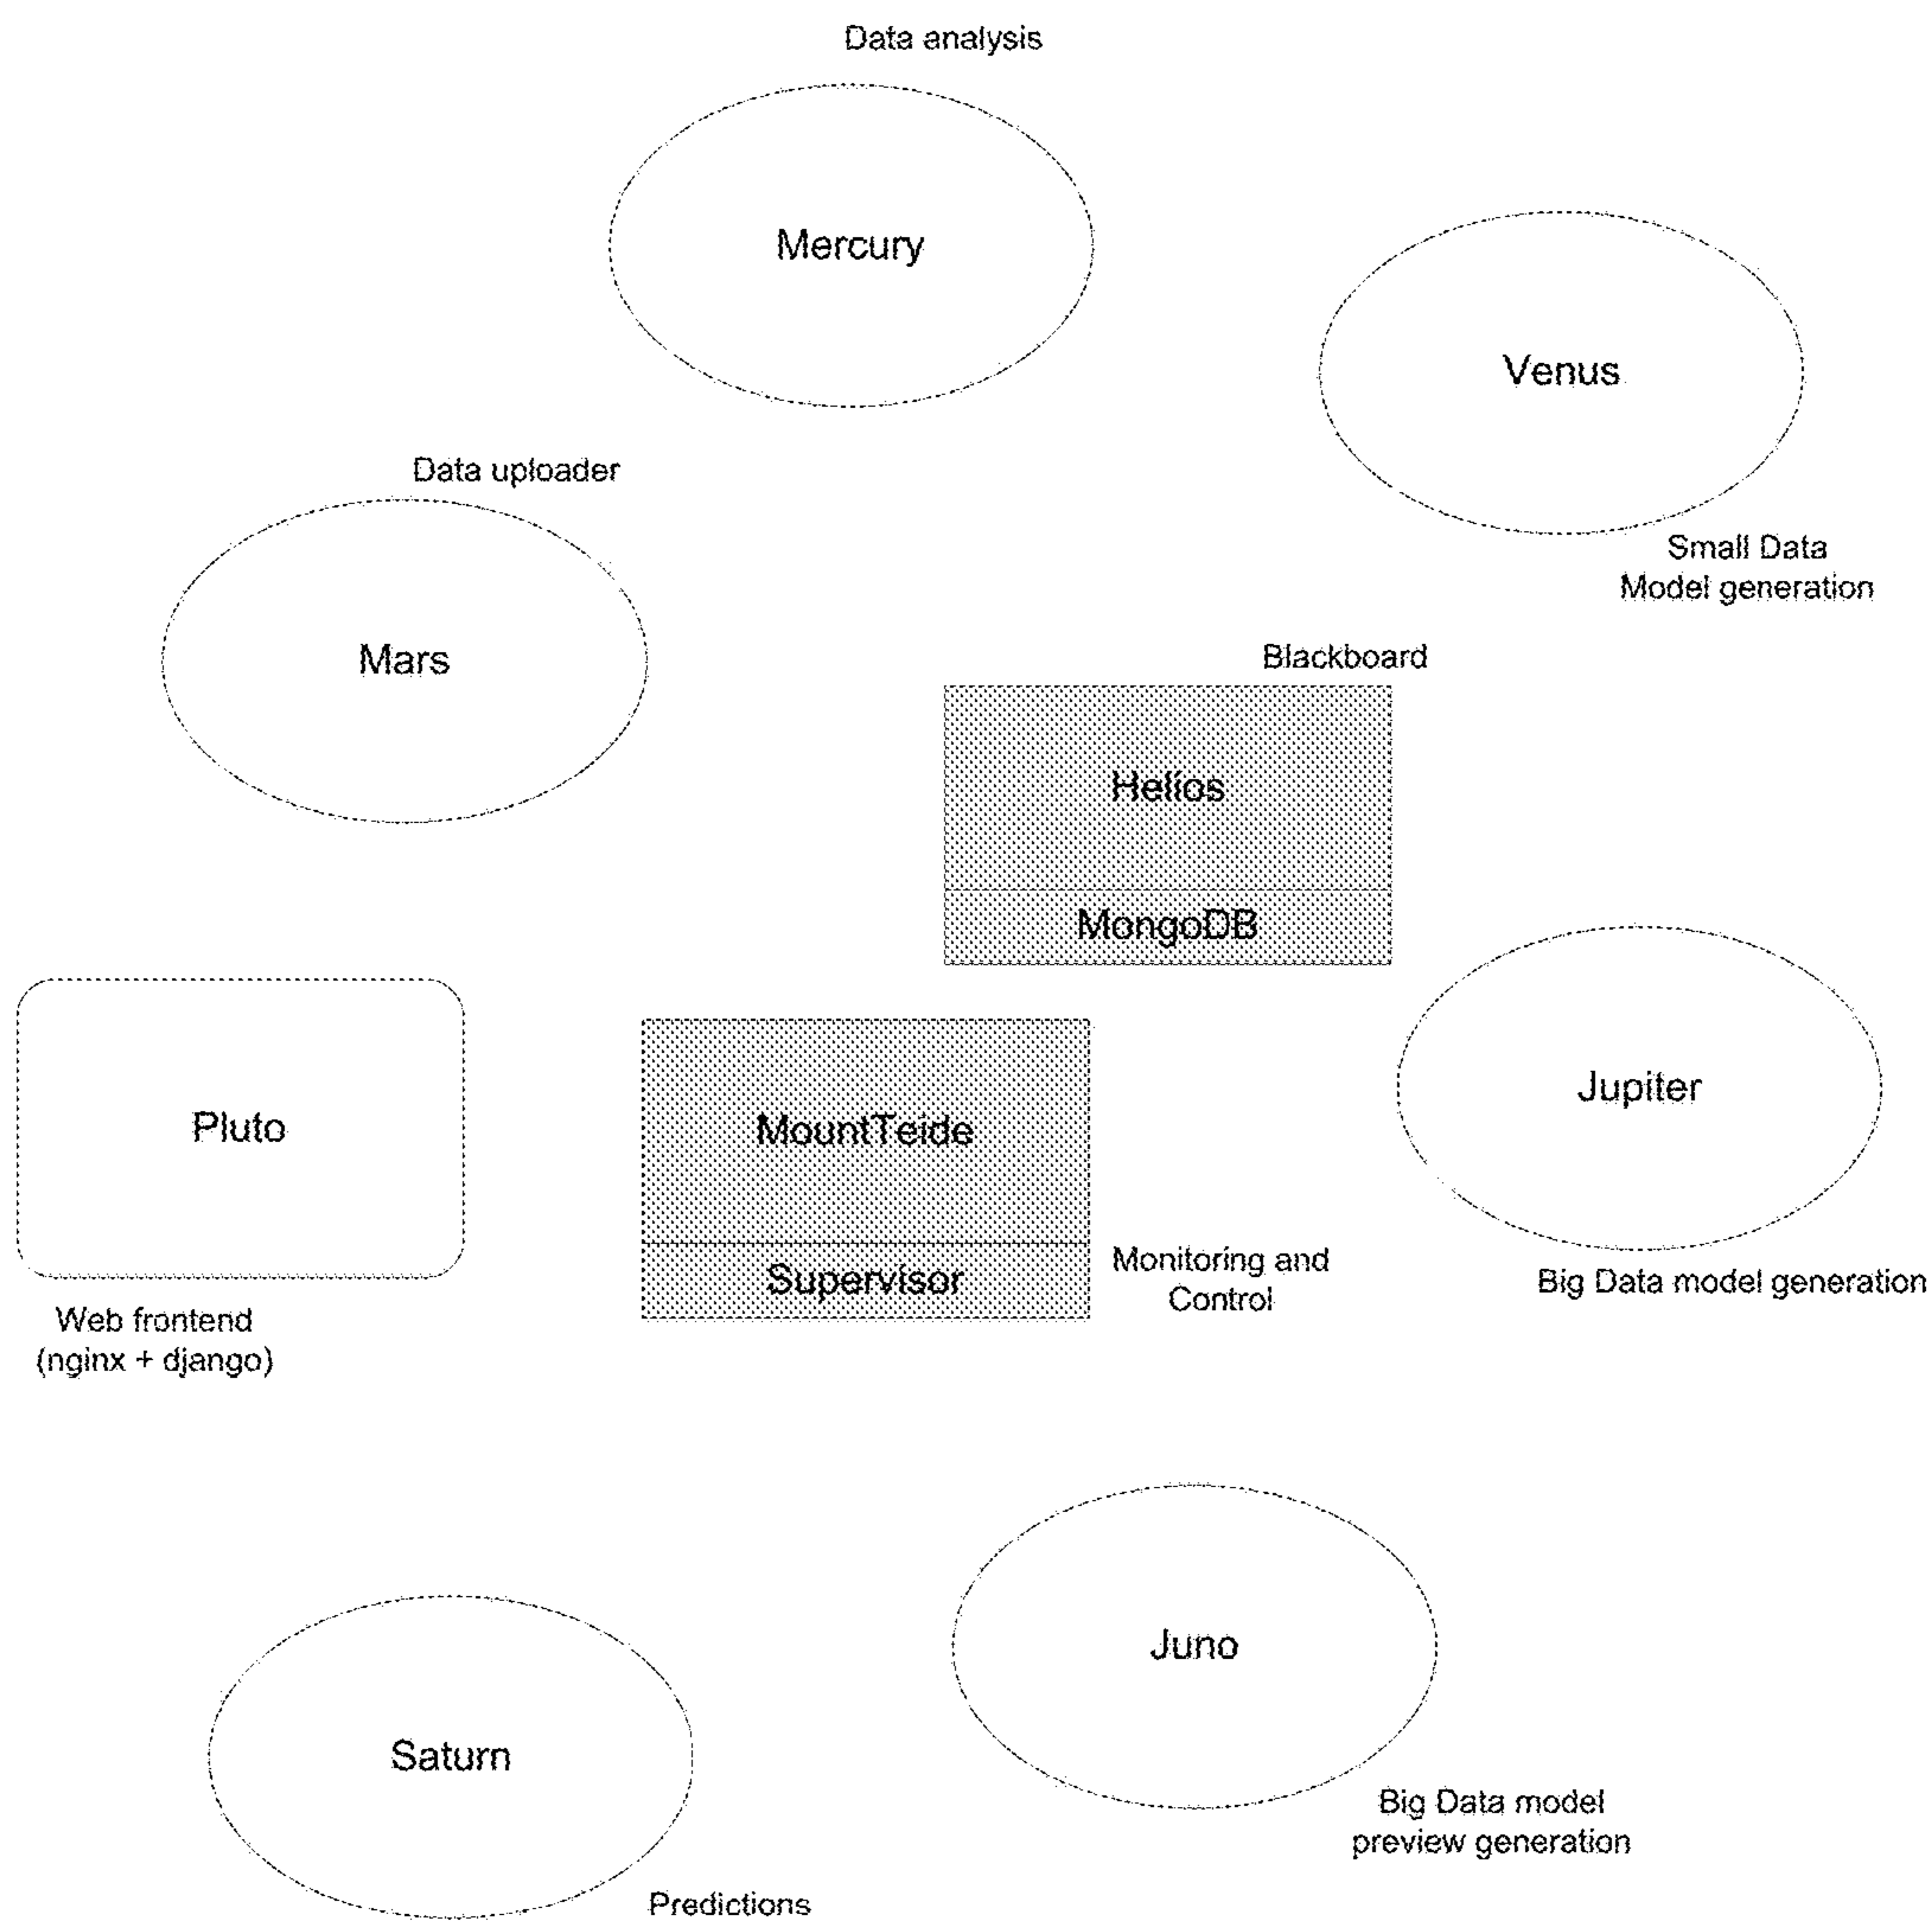 Data analysis
Mercury
Venus
Small Data
Model generation
Data uploader
Mars
Blackboard
Helios
MongoDB
Pluto
Web frontend
(nginx + django)
MountTeide
Supervisor
Monitoring and
Control
Jupiter
Big Data model generation
Juno
Big Data model
preview generation
Saturn
Predictions